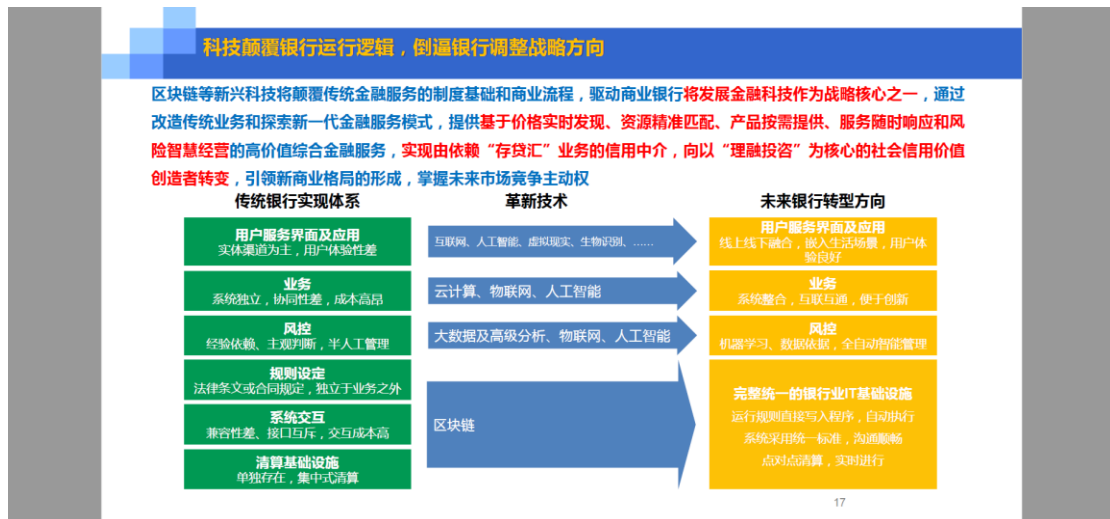 科技颠覆银行运行逻辑，倒逼银行调整战略方向
区块链等新兴科技将颠覆传统金融服务的制度基础和商业流程，驱动商业银行将发展金融科技作为战略核心之一，通过
改造传统业务和探索新一代金融服务模式，提供基于价格实时发现、资源精准匹配、产品按需提供、服务随时响应和风
险智慧经营的高价值综合金融服务，实现由依赖“存贷汇”业务的信用中介，向以“理融投咨”为核心的社会信用价值
创造者转变，引领新商业格局的形成，掌握未来市场竞争主动权
传统银行实现体系
革新技术
未来银行转型方向
用户服务界面及应用
实体渠道为主，用户体验性差
互联网、人工智能、虚拟现实、生物识别、……
用户服务界面及应用
线上线下融合，嵌入生活场景，用户体
验良好
业务
系统独立，协同性差，成本高昂
云计算、物联网、人工智能
业务
系统整合，互联互通，便于创新
风控
经验依赖、主观判断，半人工管理
大数据及高级分析、物联网、人工智能
风控
机器学习、数据依据，全自动智能管理
规则设定
法律条文或合同规定，独立于业务之外
系统交互
兼容性差、接口互斥，交互成本高
清算基础设施
单独存在，集中式清算
区块链
完整统一的银行业IT基础设施
运行规则直接写入程序，自动执行
系统采用统一标准，沟通顺畅
点对点清算，实时进行
17